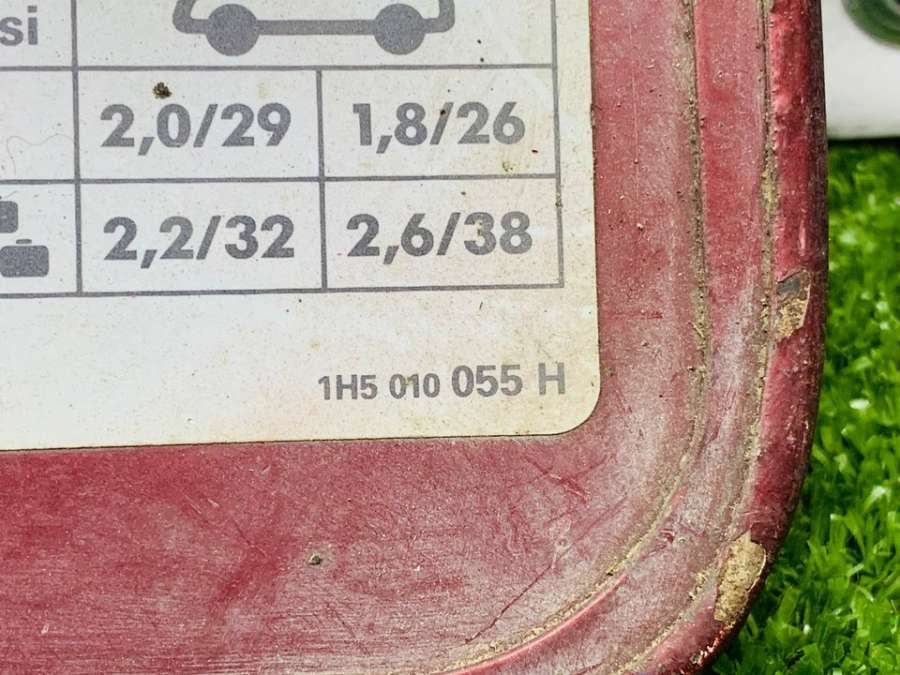 si
2,0/29 1,8/26
2,2/32 2,6/38
1H5 010 055 H